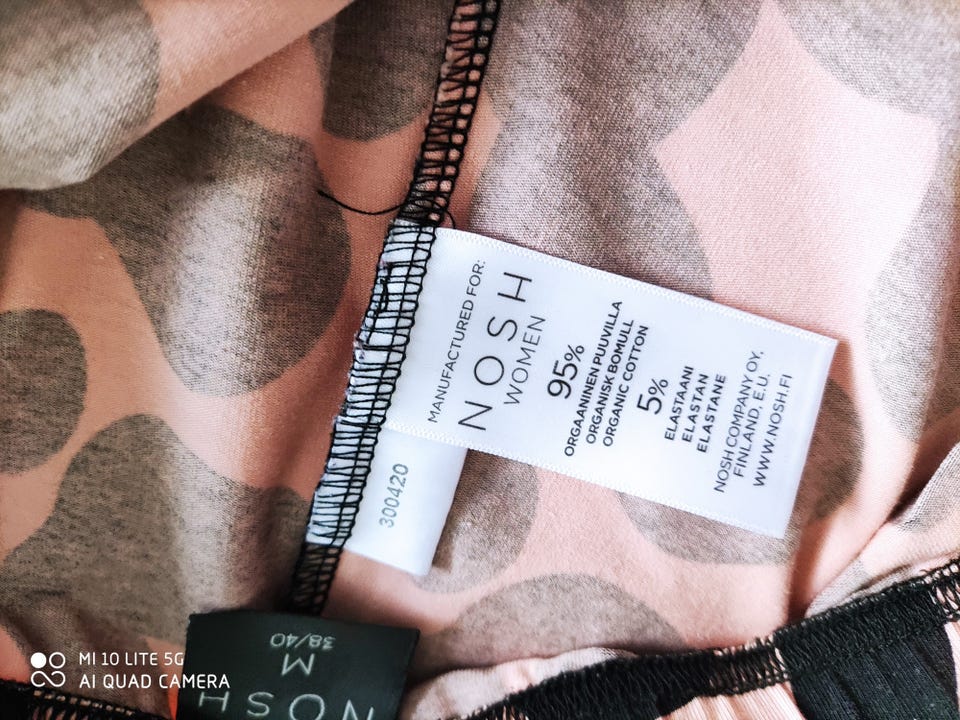 MANUFACTURED FOR:
NOSH
WOMEN
95%
ORGAANINEN PUUVILLA
ORGANISK BOMULL
ORGANIC COTTON
5%
ELASTAANI
ELASTAN
ELASTANE
NOSH COMPANY OY.
FINLAND, E.U.
WWW.NOSH.FI
300420
NOSH
M
38/40
MI 10 LITE 5G
AI QUAD CAMERA